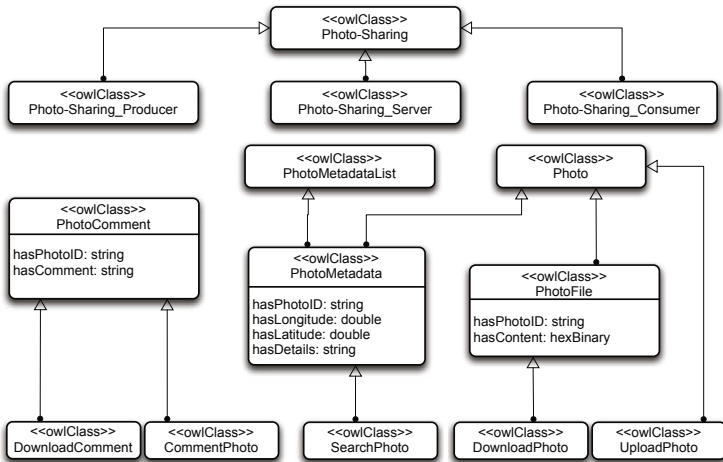 <<owlClass>>
Photo-Sharing
<<owlClass>>
Photo-Sharing_Producer
<<owlClass>>
Photo-Sharing_Server
<<owlClass>>
Photo-Sharing_Consumer
<<owlClass>>
PhotoMetadataList
<<owlClass>>
Photo
<<owlClass>>
PhotoComment
hasPhotoID: string
hasComment: string
<<owlClass>>
PhotoMetadata
hasPhotoID: string
hasLongitude: double
hasLatitude: double
hasDetails: string
<<owlClass>>
PhotoFile
hasPhotoID: string
hasContent: hexBinary
<<owlClass>>
DownloadComment
<<owlClass>>
CommentPhoto
<<owlClass>>
SearchPhoto
<<owlClass>>
DownloadPhoto
<<owlClass>>
UploadPhoto